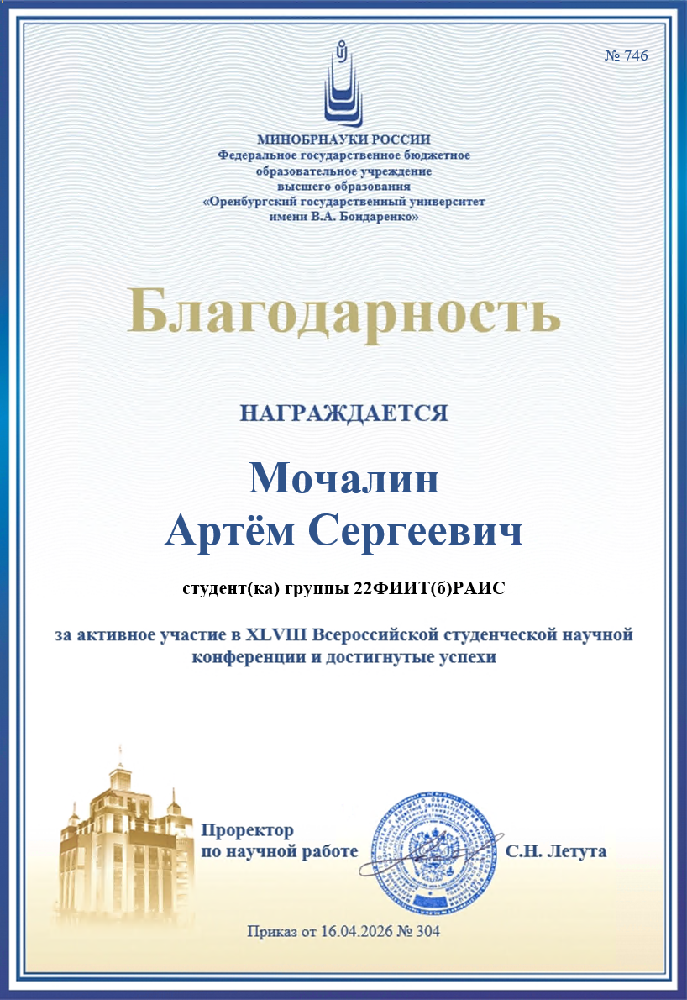 № 746
МИНОБРНАУКИ РОССИИ
Федеральное государственное бюджетное
образовательное учреждение
высшего образования
«Оренбургский государственный университет
имени В.А. Бондаренко»
Благодарность
НАГРАЖДАЕТСЯ
Мочалин
Артём Сергеевич
студент(ка) группы 22ФИИТ(б)РАИС
за активное участие в XLVIII Всероссийской студенческой научной
конференции и достигнутые успехи
Проректор
по научной работе
С.Н. Летута
Приказ от 16.04.2026 № 304